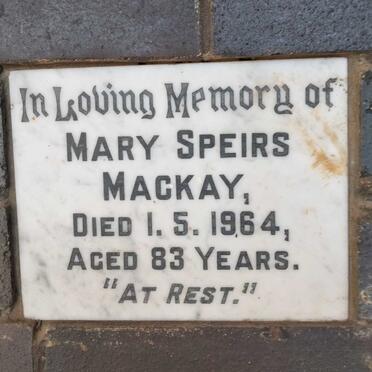 In Loving Memory of
MARY SPEIRS
MACKAY,
DIED 1. 5. 1964,
AGED 83 YEARS.
"AT REST."